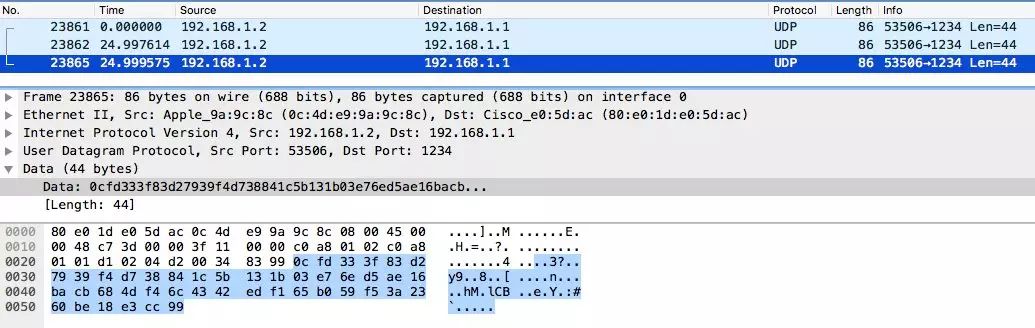 No. Time Source Destination Protocol Length Info
23861 0.000000 192.168.1.2 192.168.1.1 UDP 86 53506→1234 Len=44
23862 24.997614 192.168.1.2 192.168.1.1 UDP 86 53506→1234 Len=44
23865 24.999575 192.168.1.2 192.168.1.1 UDP 86 53506→1234 Len=44
Frame 23865: 86 bytes on wire (688 bits), 86 bytes captured (688 bits) on interface 0
Ethernet II, Src: Apple_9a:9c:8c (0c:4d:e9:9a:9c:8c), Dst: Cisco_e0:5d:ac (80:e0:1d:e0:5d:ac)
Internet Protocol Version 4, Src: 192.168.1.2, Dst: 192.168.1.1
User Datagram Protocol, Src Port: 53506, Dst Port: 1234
Data (44 bytes)
Data: 0cfd333f83d27939f4d738841c5b131b03e76ed5ae16bacb...
[Length: 44]
0000 80 e0 1d e0 5d ac 0c 4d e9 9a 9c 8c 08 00 45 00 ....]..M ......E.
0010 00 48 c7 3d 00 00 3f 11 00 00 c0 a8 01 02 c0 a8 .H.=..?. ........
0020 01 01 d1 02 04 d2 00 34 83 99 0c fd 33 3f 83 d2 .......4 ....3?..
0030 79 39 f4 d7 38 84 1c 5b 13 1b 03 e7 6e d5 ae 16 y9..8..[ ....n...
0040 ba cb 68 4d f4 6c 43 42 ed f1 65 b0 59 f5 3a 23 ..hM.lCB ..e.Y.:#
0050 60 be 18 e3 cc 99 `.....